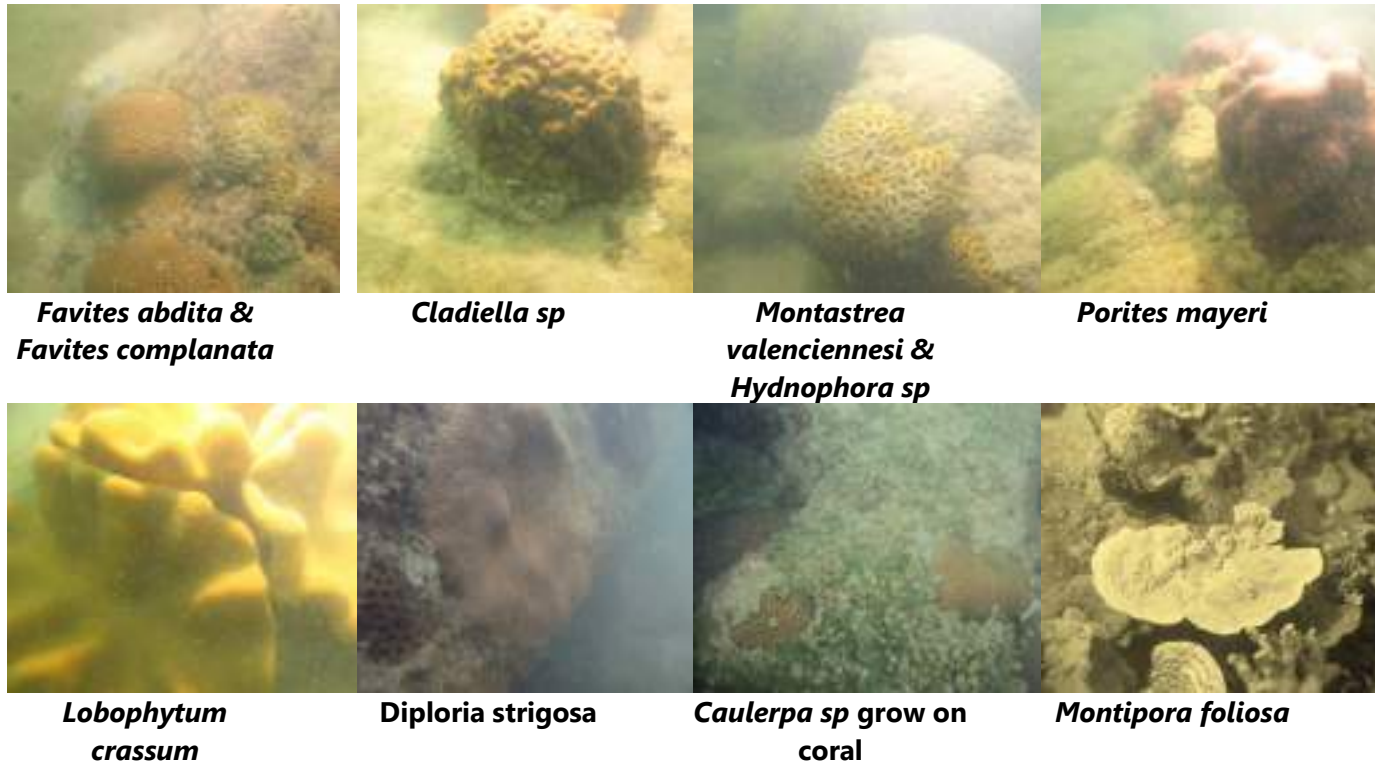 Favites abdita &
Favites complanata
Cladiella sp
Montastrea
valenciennesi &
Hydnophora sp
Porites mayeri
Lobophytum
crassum
Diploria strigosa
Caulerpa sp grow on
coral
Montipora foliosa